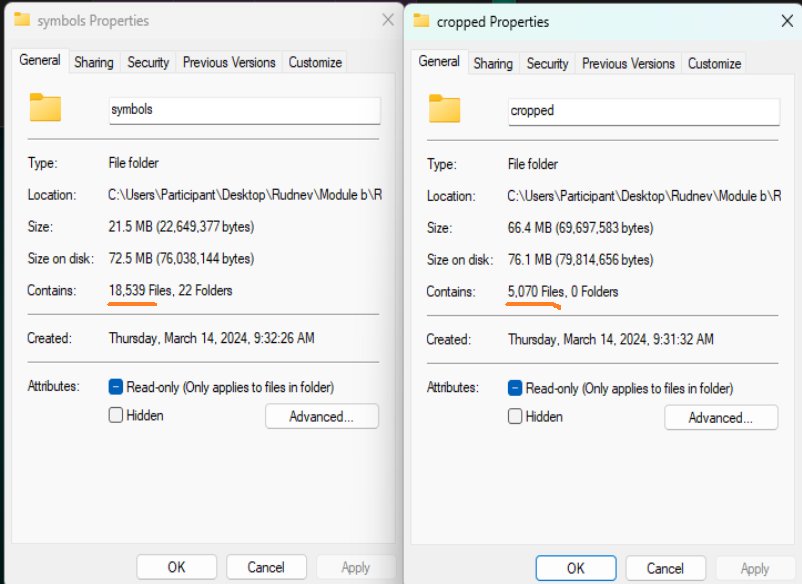 symbols Properties
General Sharing Security Previous Versions Customize
symbols
Type: File folder
Location: C:\Users\Participant\Desktop\Rudnev\Module b\R
Size: 21.5 MB (22,649,377 bytes)
Size on disk: 72.5 MB (76,038,144 bytes)
Contains: 18,539 Files, 22 Folders
Created: Thursday, March 14, 2024, 9:32:26 AM
Attributes: Read-only (Only applies to files in folder)
Hidden Advanced...
OK Cancel Apply
cropped Properties
General Sharing Security Previous Versions Customize
cropped
Type: File folder
Location: C:\Users\Participant\Desktop\Rudnev\Module b\R
Size: 66.4 MB (69,697,583 bytes)
Size on disk: 76.1 MB (79,814,656 bytes)
Contains: 5,070 Files, 0 Folders
Created: Thursday, March 14, 2024, 9:31:32 AM
Attributes: Read-only (Only applies to files in folder)
Hidden Advanced...
OK Cancel Apply